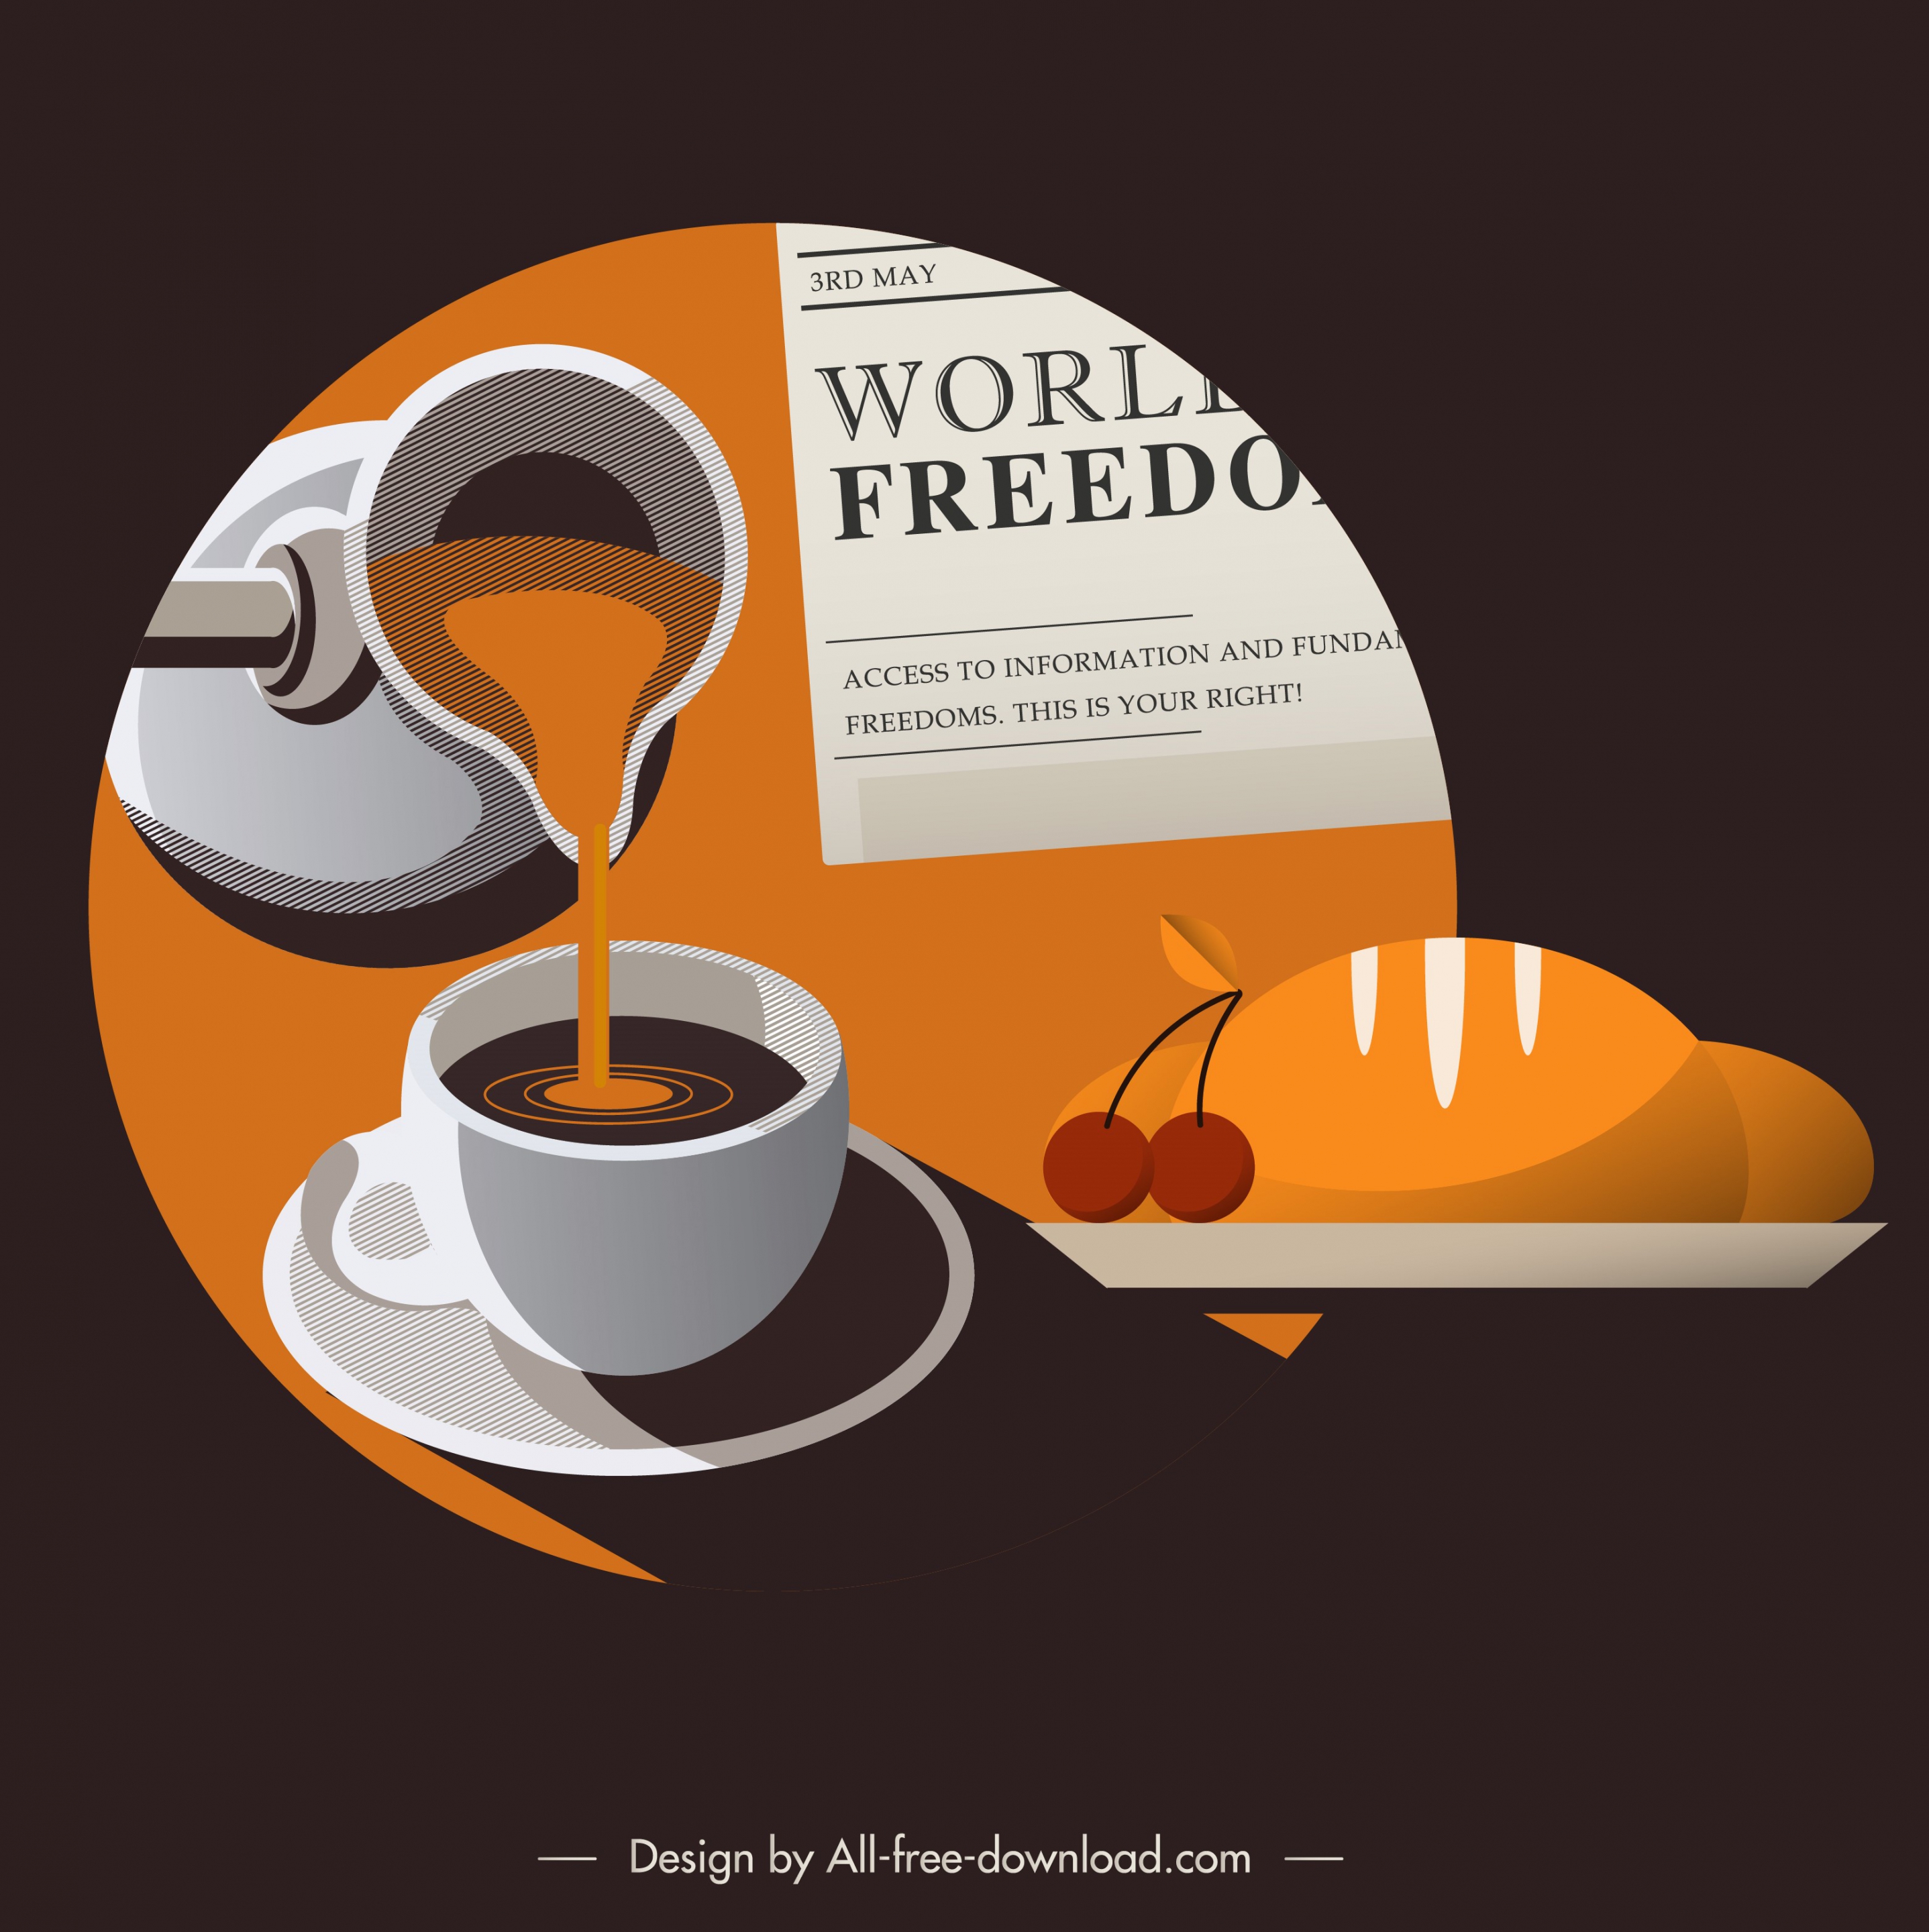 3RD MAY
WORL
FREEDO
ACCESS TO INFORMATION AND FUNDA
FREEDOMS. THIS IS YOUR RIGHT!
Design by All-free-download.com